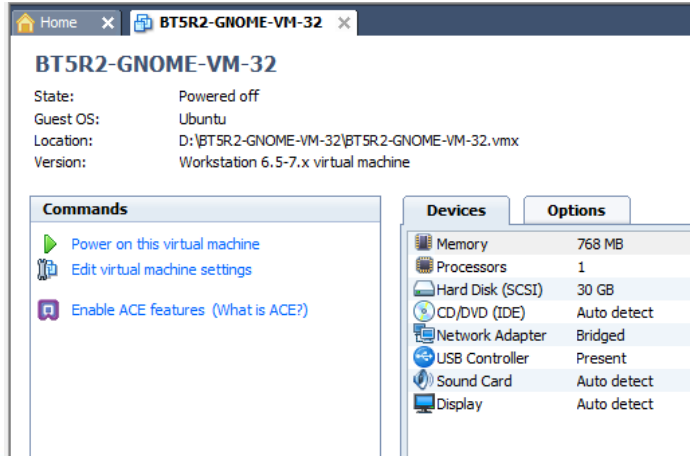 Home BT5R2-GNOME-VM-32
BT5R2-GNOME-VM-32
State: Powered off
Guest OS: Ubuntu
Location: D:\BT5R2-GNOME-VM-32\BT5R2-GNOME-VM-32.vmx
Version: Workstation 6.5-7.x virtual machine
Commands
Power on this virtual machine
Edit virtual machine settings
Enable ACE features (What is ACE?)
Devices Options
Memory 768 MB
Processors 1
Hard Disk (SCSI) 30 GB
CD/DVD (IDE) Auto detect
Network Adapter Bridged
USB Controller Present
Sound Card Auto detect
Display Auto detect